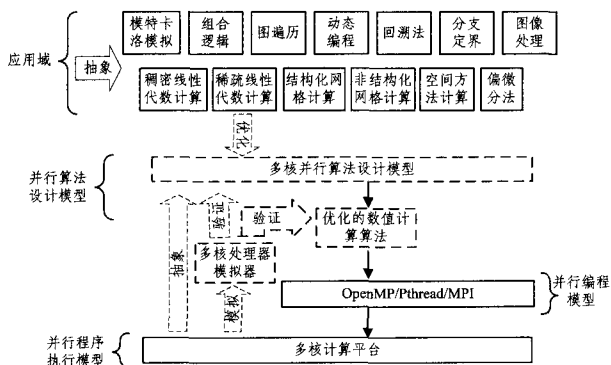 模特卡
洛模拟
组合
逻辑
图遍历
动态
编程
回溯法
分支
定界
图像
处理
应用域
抽象
稠密线性
代数计算
稀疏线性
代数计算
结构化网
格计算
非结构化
网格计算
空间方
法计算
偏微
分法
优化
多核并行算法设计模型
并行算法
设计模型
验证
优化的数值计
算算法
多核处理器
模拟器
抽象
模拟
OpenMP/Pthread/MPI
并行编程
模型
并行程序
执行模型
多核计算平台